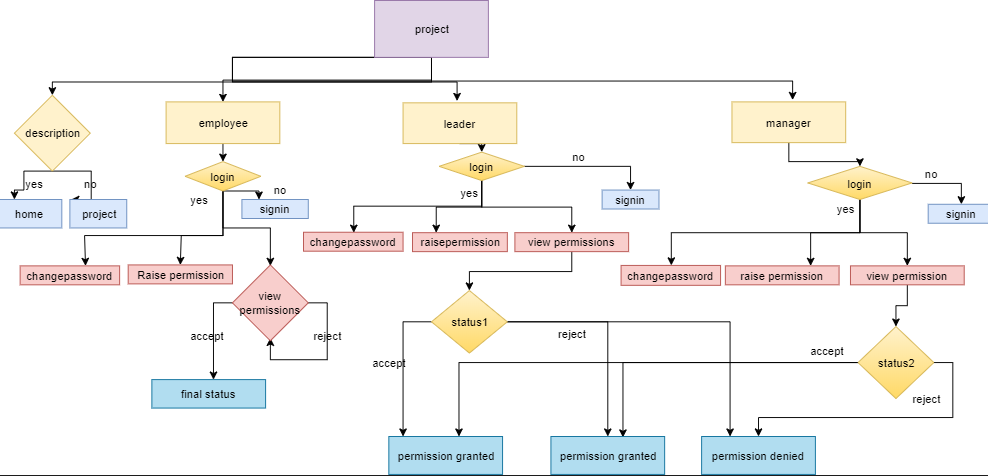 project
description
employee
leader
manager
login
login
login
yes
no
yes
no
yes
no
yes
no
home
project
signin
signin
signin
changepassword
Raise permission
view
permissions
changepassword
raisepermission
view permissions
changepassword
raise permission
view permission
accept
reject
status1
accept
reject
status2
accept
reject
final status
permission granted
permission granted
permission denied